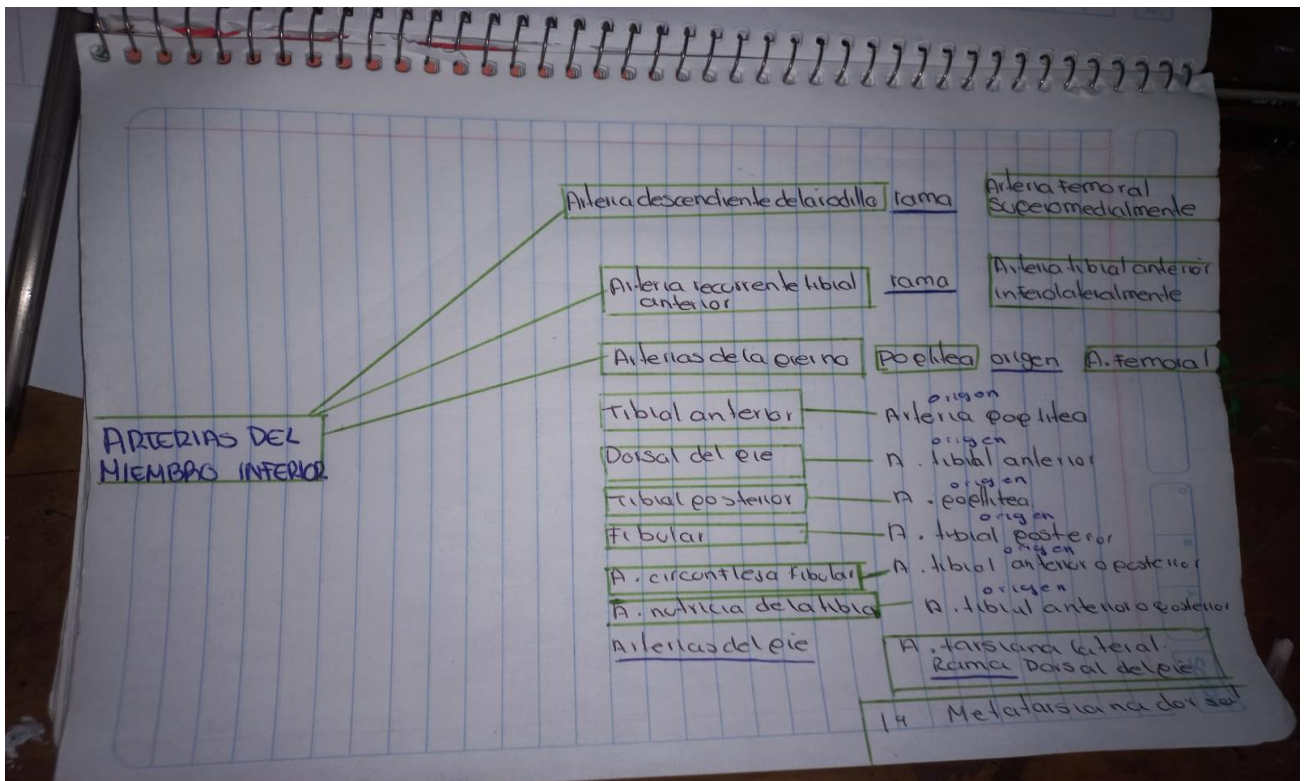 Arteria descendiente de la rodilla rama Arteria femoral
superomedialmente
Arteria recurrente tibial
anterior
rama Arteria tibial anterior
inferolateralmente
Arterias de la pierna Poplitea origen A. femoral
ARTERIAS DEL
MIEMBRO INFERIOR
origen
Tibial anterior Arteria poplitea
origen
Dorsal del pie A. tibial anterior
origen
Tibial posterior A. poplitea
origen
Fibular A. tibial posterior
origen
A. circonflesa fibular A. tibial anterior o posterior
origen
A. nutricia de la tibia A. tibial anterior o posterior
Arterias del pie A. tarsiana lateral.
Rama Dorsal del pie
Metatarsiana dorsal